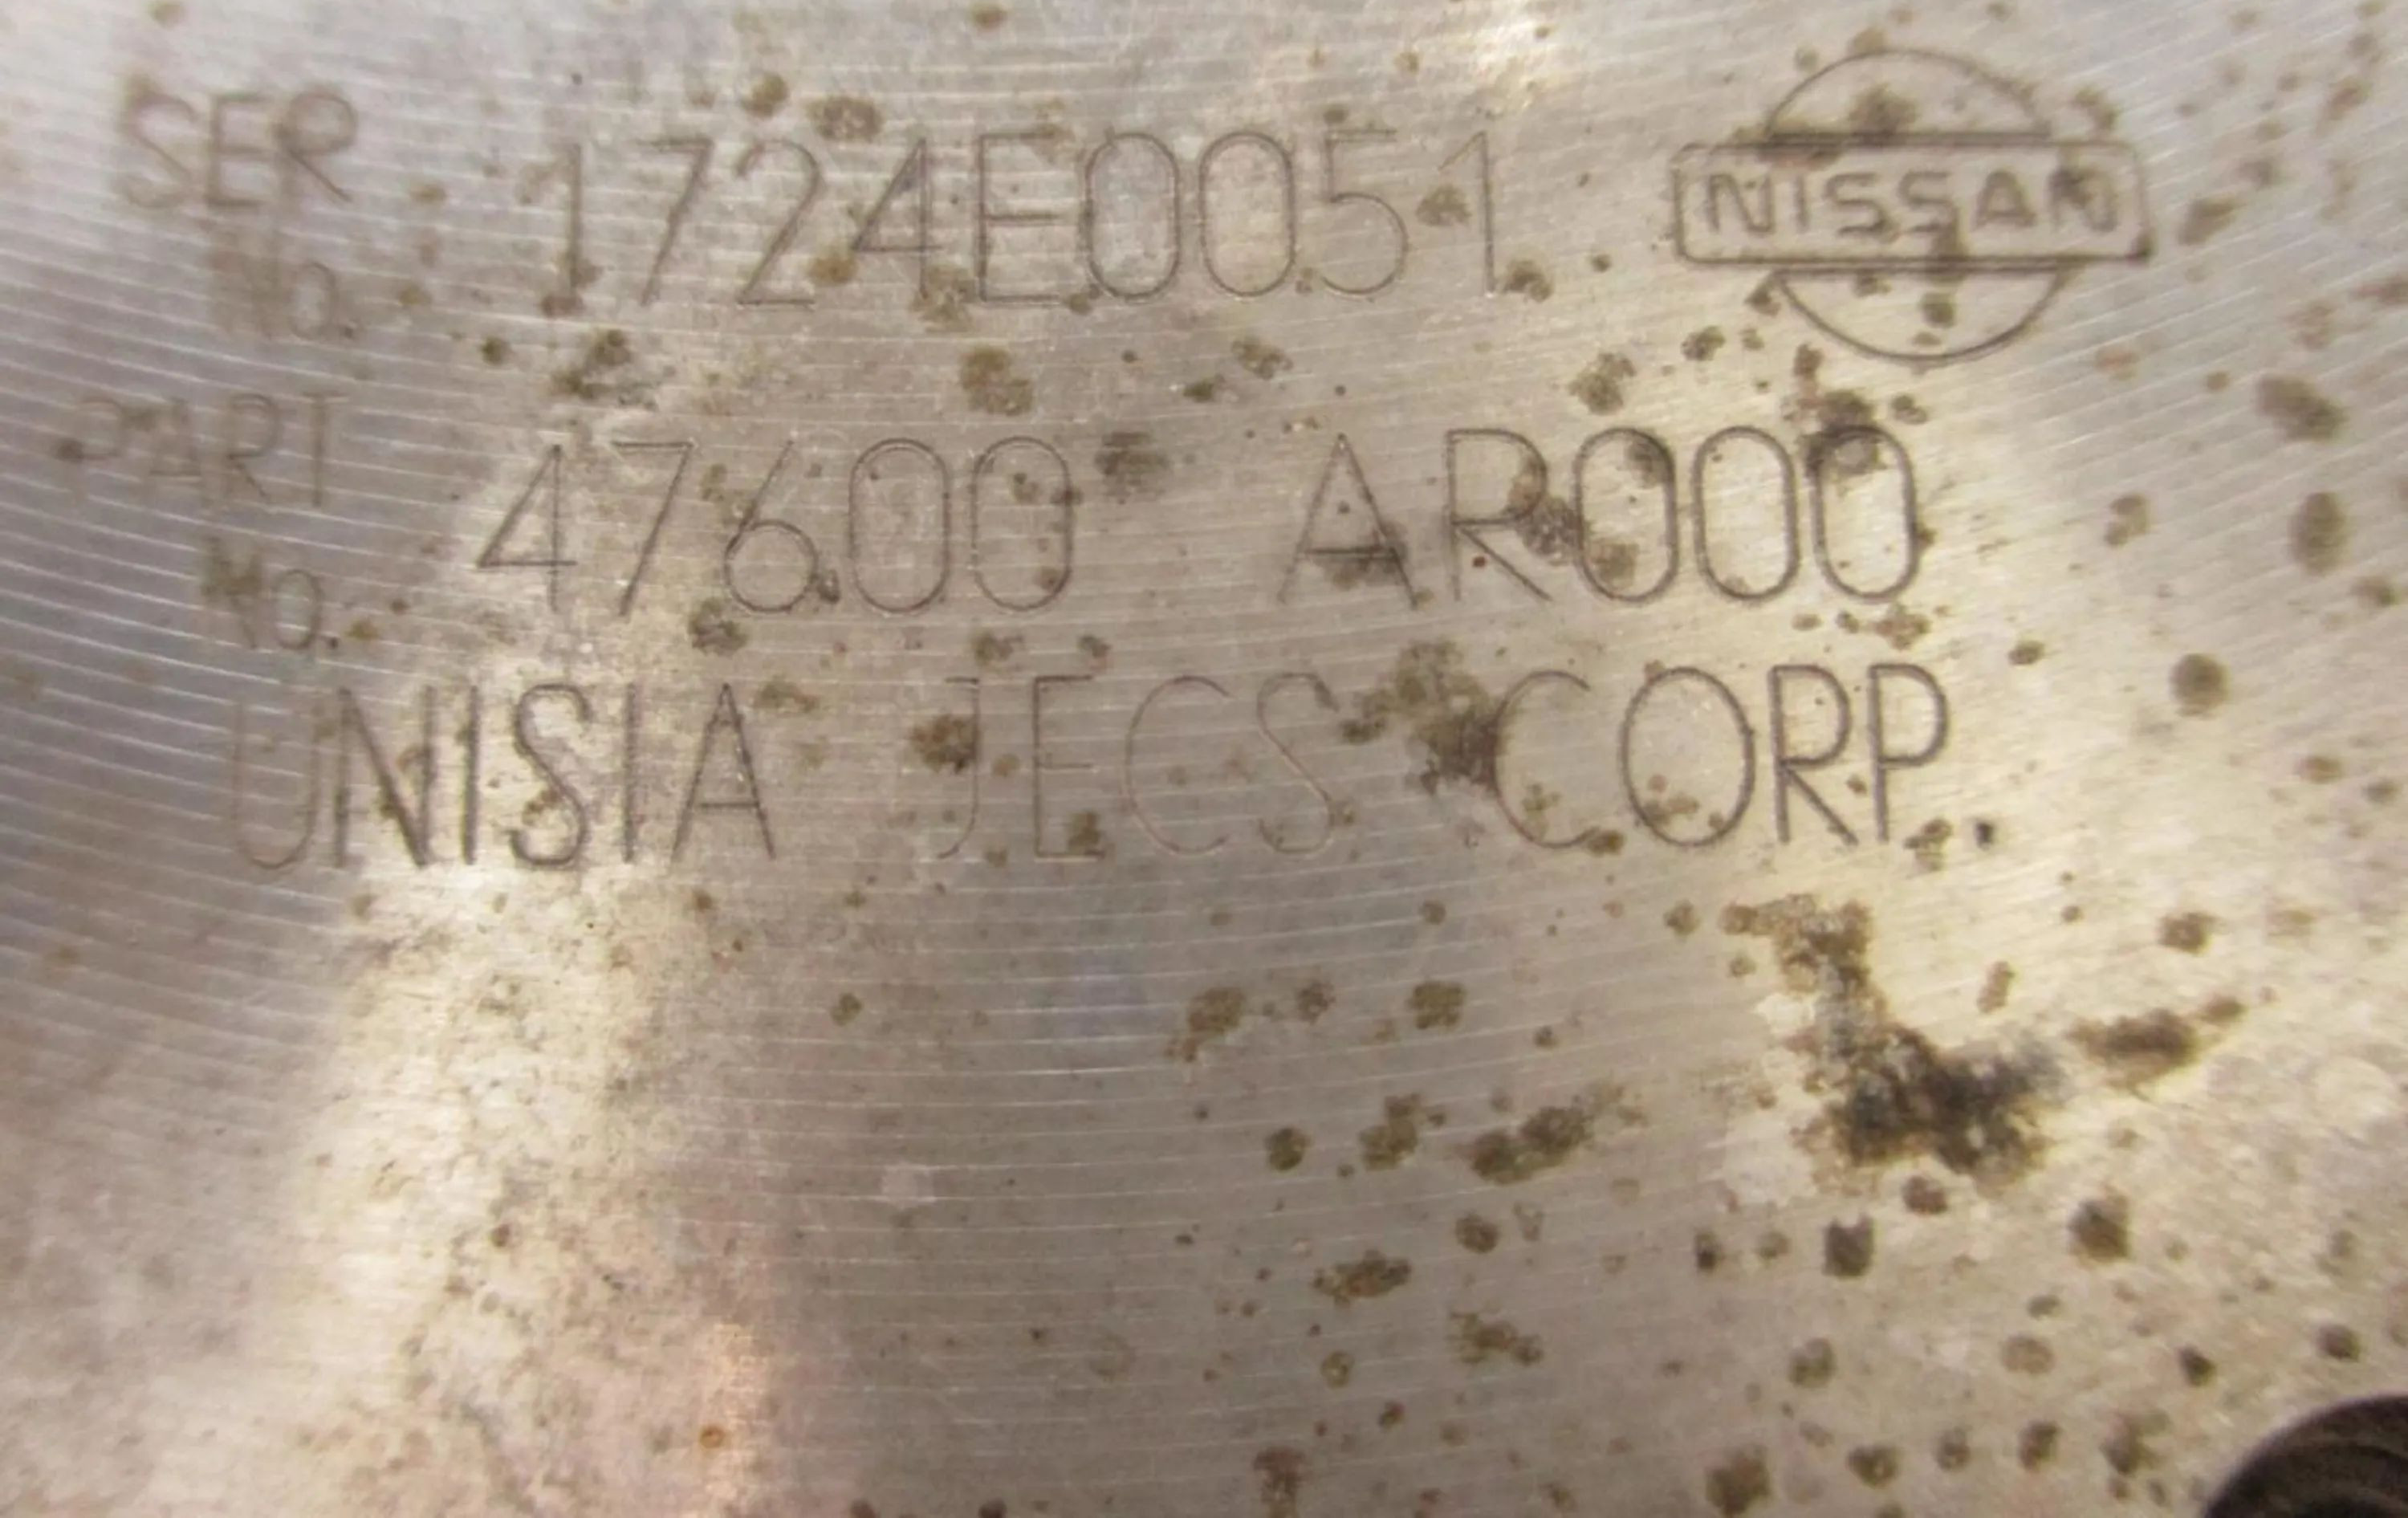 SER NO. 1724E0051 NISSAN
PART NO. 47600 AR000
UNISIA JECS CORP.